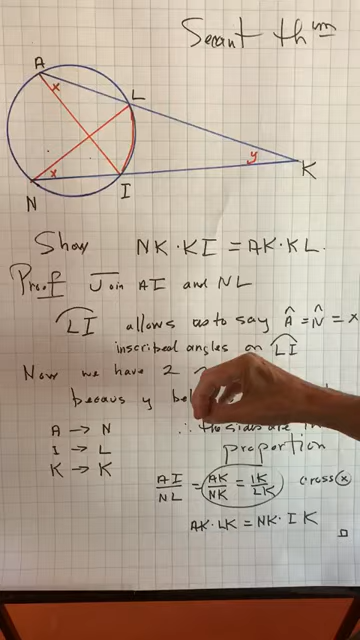 Secant thm
A
x
L
y
K
x
I
N
Show NK · KI = AK · KL.
Proof Join AI and NL
LI allows us to say Â = N̂ = x
inscribed angles on LI
Now we have 2
becaus y
A → N ∴ the sides are in
I → L proportion
K → K
AI/NL = AK/NK = IK/LK cross ⊗
AK · LK = NK · IK □